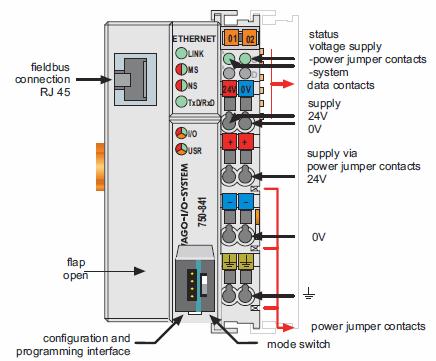 fieldbus
connection
RJ 45
flap
open
configuration and
programming interface
ETHERNET
LINK
MS
NS
TxD/RxD
I/O
USR
WAGO-I/O-SYSTEM
750-841
01 02
24V 0V
+ +
– –
status
voltage supply
-power jumper contacts
-system
data contacts
supply
24V
0V
supply via
power jumper contacts
24V
0V
power jumper contacts
mode switch